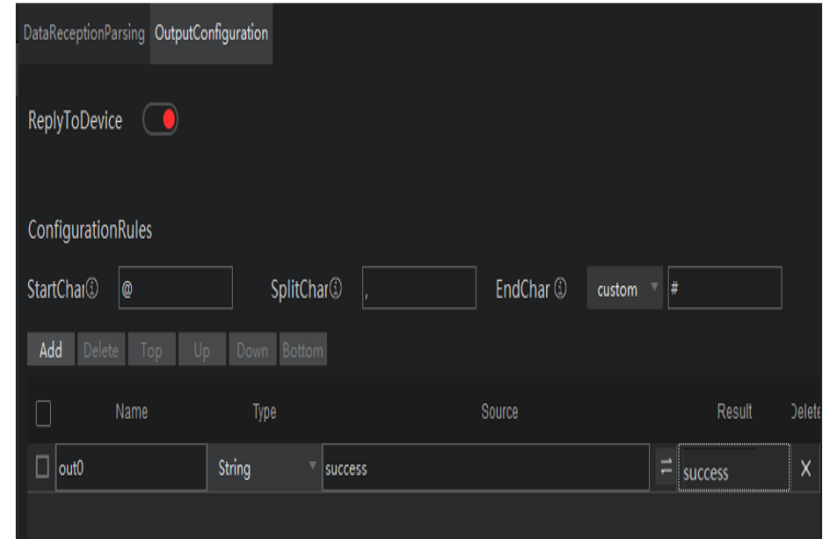 DataReceptionParsing OutputConfiguration
ReplyToDevice
ConfigurationRules
StartChar @ SplitChar , EndChar custom #
Add Delete Top Up Down Bottom
Name Type Source Result Delete
out0 String success success